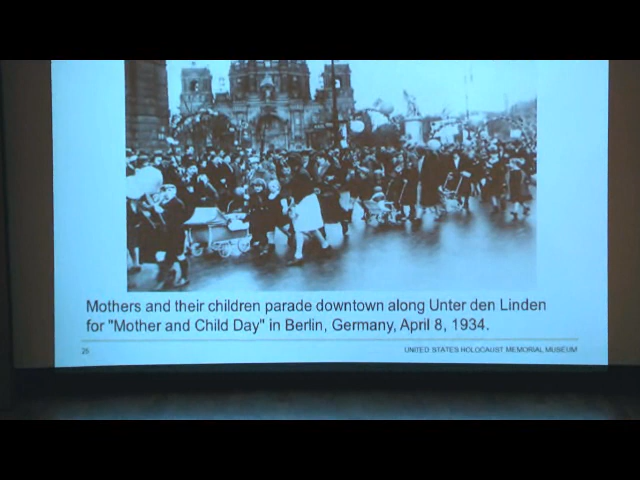 Mothers and their children parade downtown along Unter den Linden
for "Mother and Child Day" in Berlin, Germany, April 8, 1934.
26
UNITED STATES HOLOCAUST MEMORIAL MUSEUM